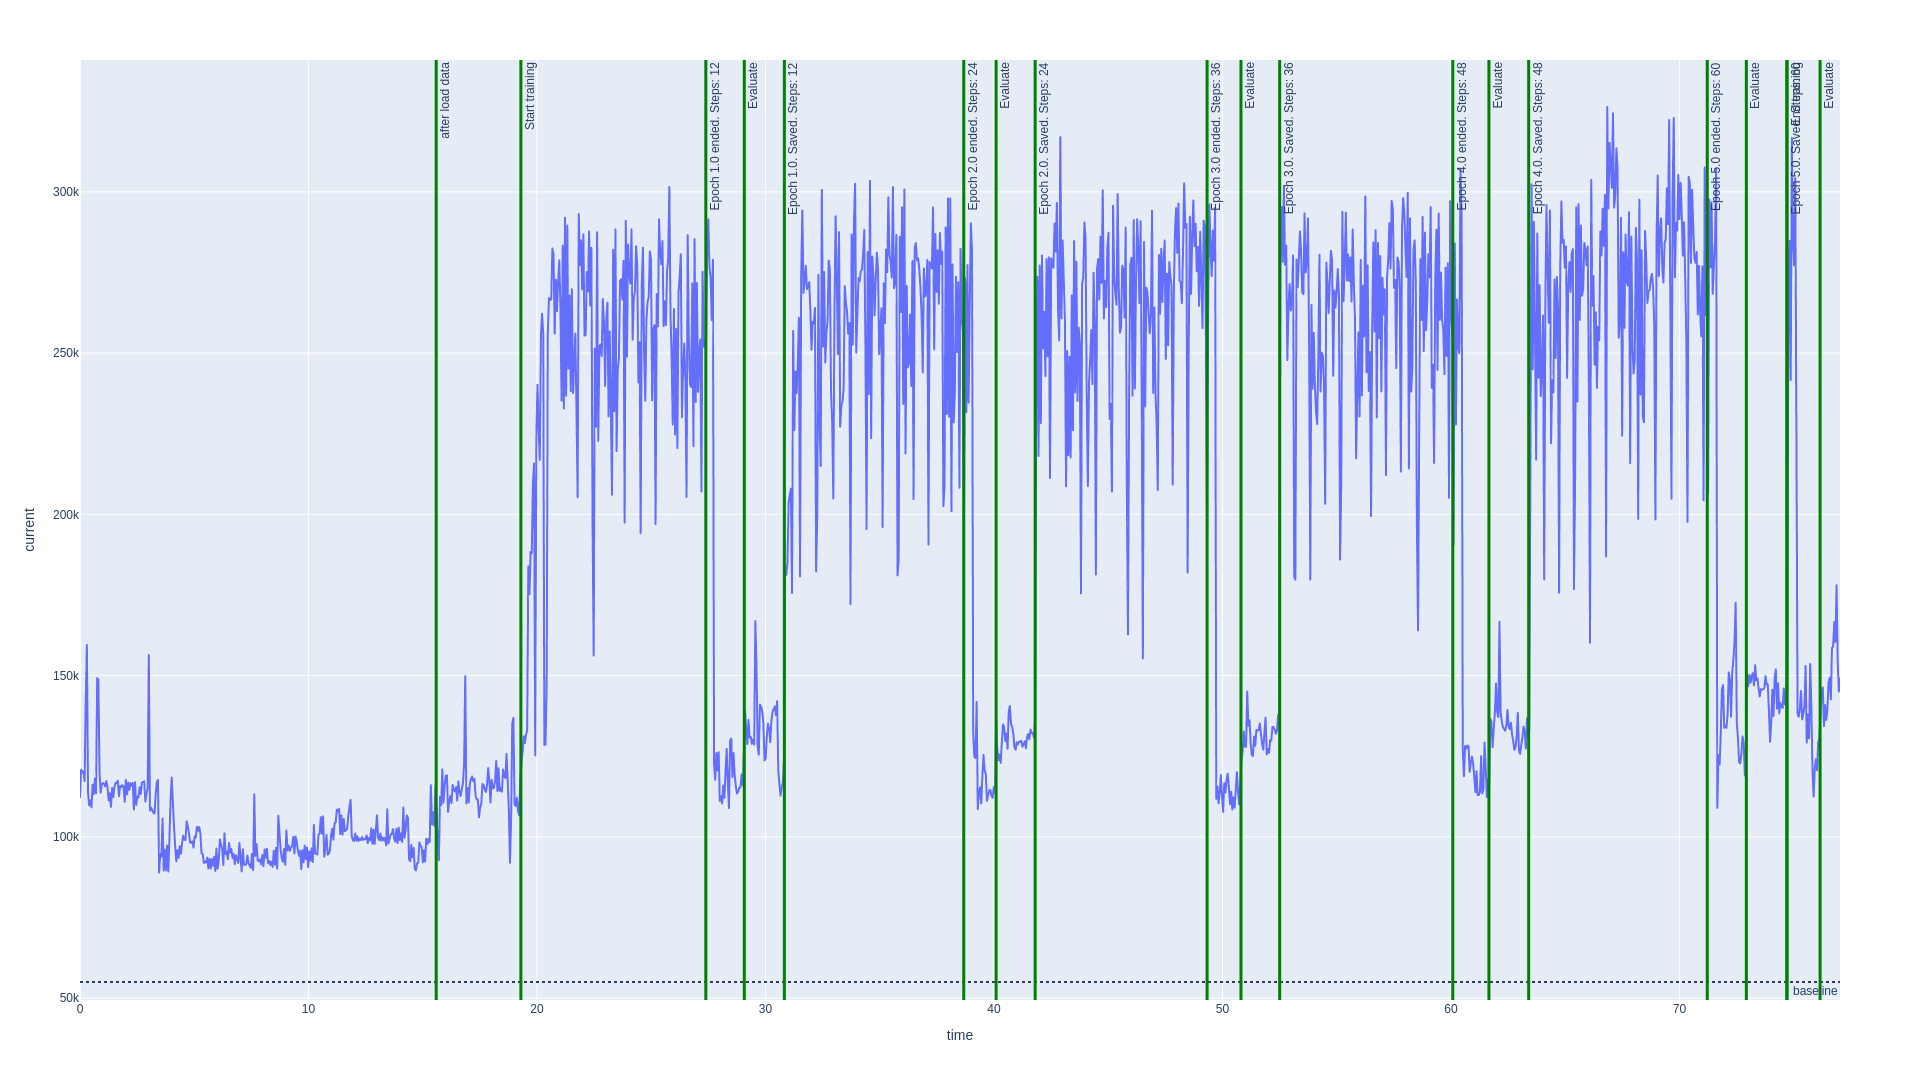 after load data
Start training
Epoch 1.0 ended. Steps: 12
Evaluate
Epoch 1.0. Saved. Steps: 12
Epoch 2.0 ended. Steps: 24
Evaluate
Epoch 2.0. Saved. Steps: 24
Epoch 3.0 ended. Steps: 36
Evaluate
Epoch 3.0. Saved. Steps: 36
Epoch 4.0 ended. Steps: 48
Evaluate
Epoch 4.0. Saved. Steps: 48
Epoch 5.0 ended. Steps: 60
Evaluate
Epoch 5.0. Saved.
Evaluate
300k
250k
200k
150k
100k
50k
current
baseline
0
10
20
30
40
50
60
70
time